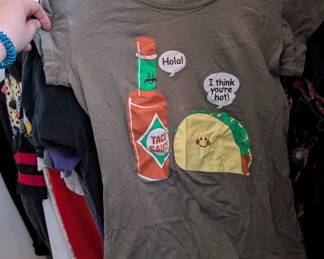 Hola!
I think
you're
hot!
TACO
SAUCE